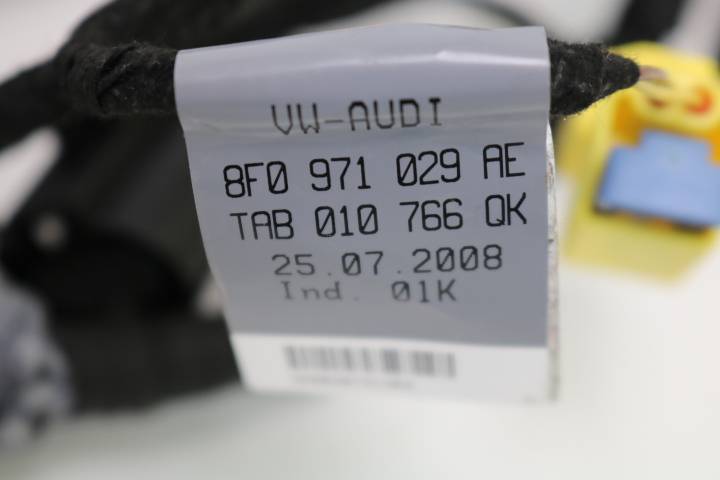 VW-AUDI
8F0 971 029 AE
TAB 010 766 QK
25.07.2008
Ind. 01K